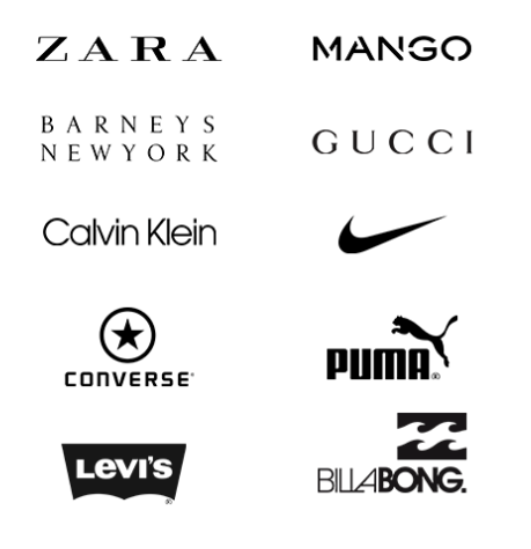 ZARA
MANGO
BARNEYS
NEWYORK
GUCCI
Calvin Klein
CONVERSE®
PUMA®
LEVI'S
®
BILLABONG.